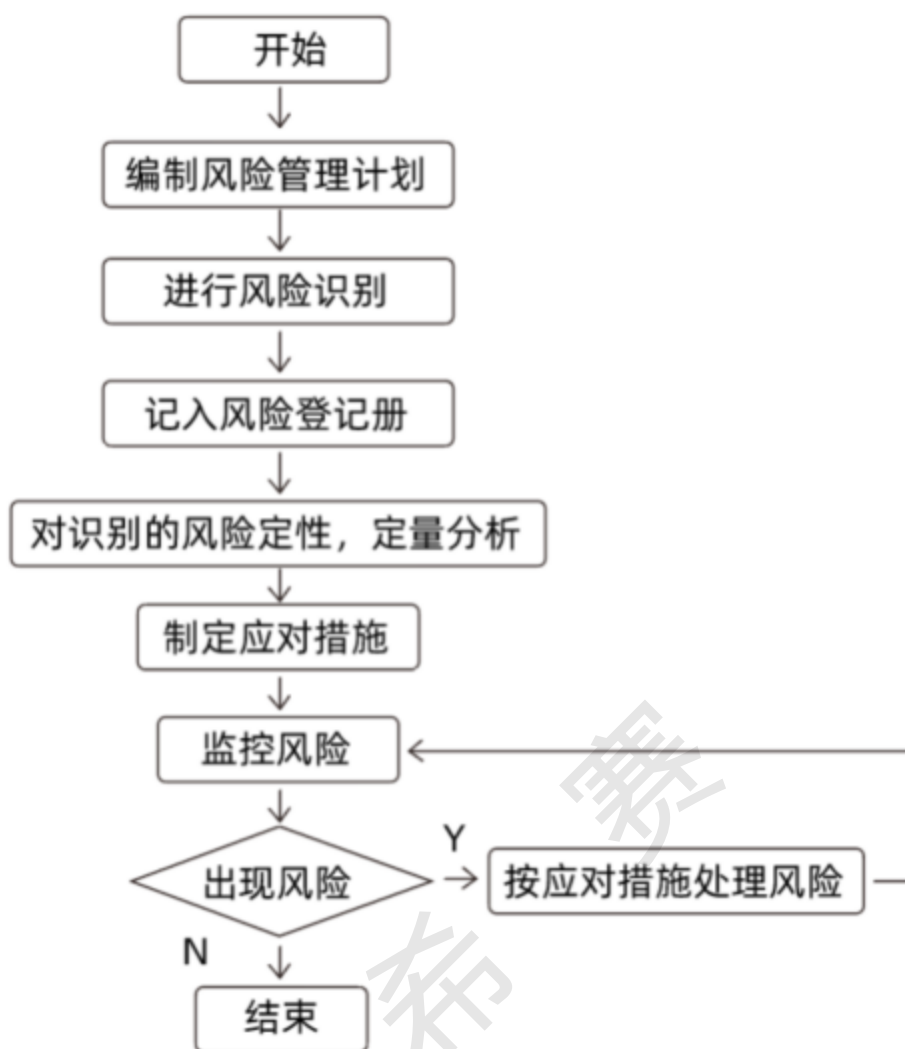 开始
编制风险管理计划
进行风险识别
记入风险登记册
对识别的风险定性，定量分析
制定应对措施
监控风险
赛
出现风险
Y
按应对措施处理风险
N
希
结束